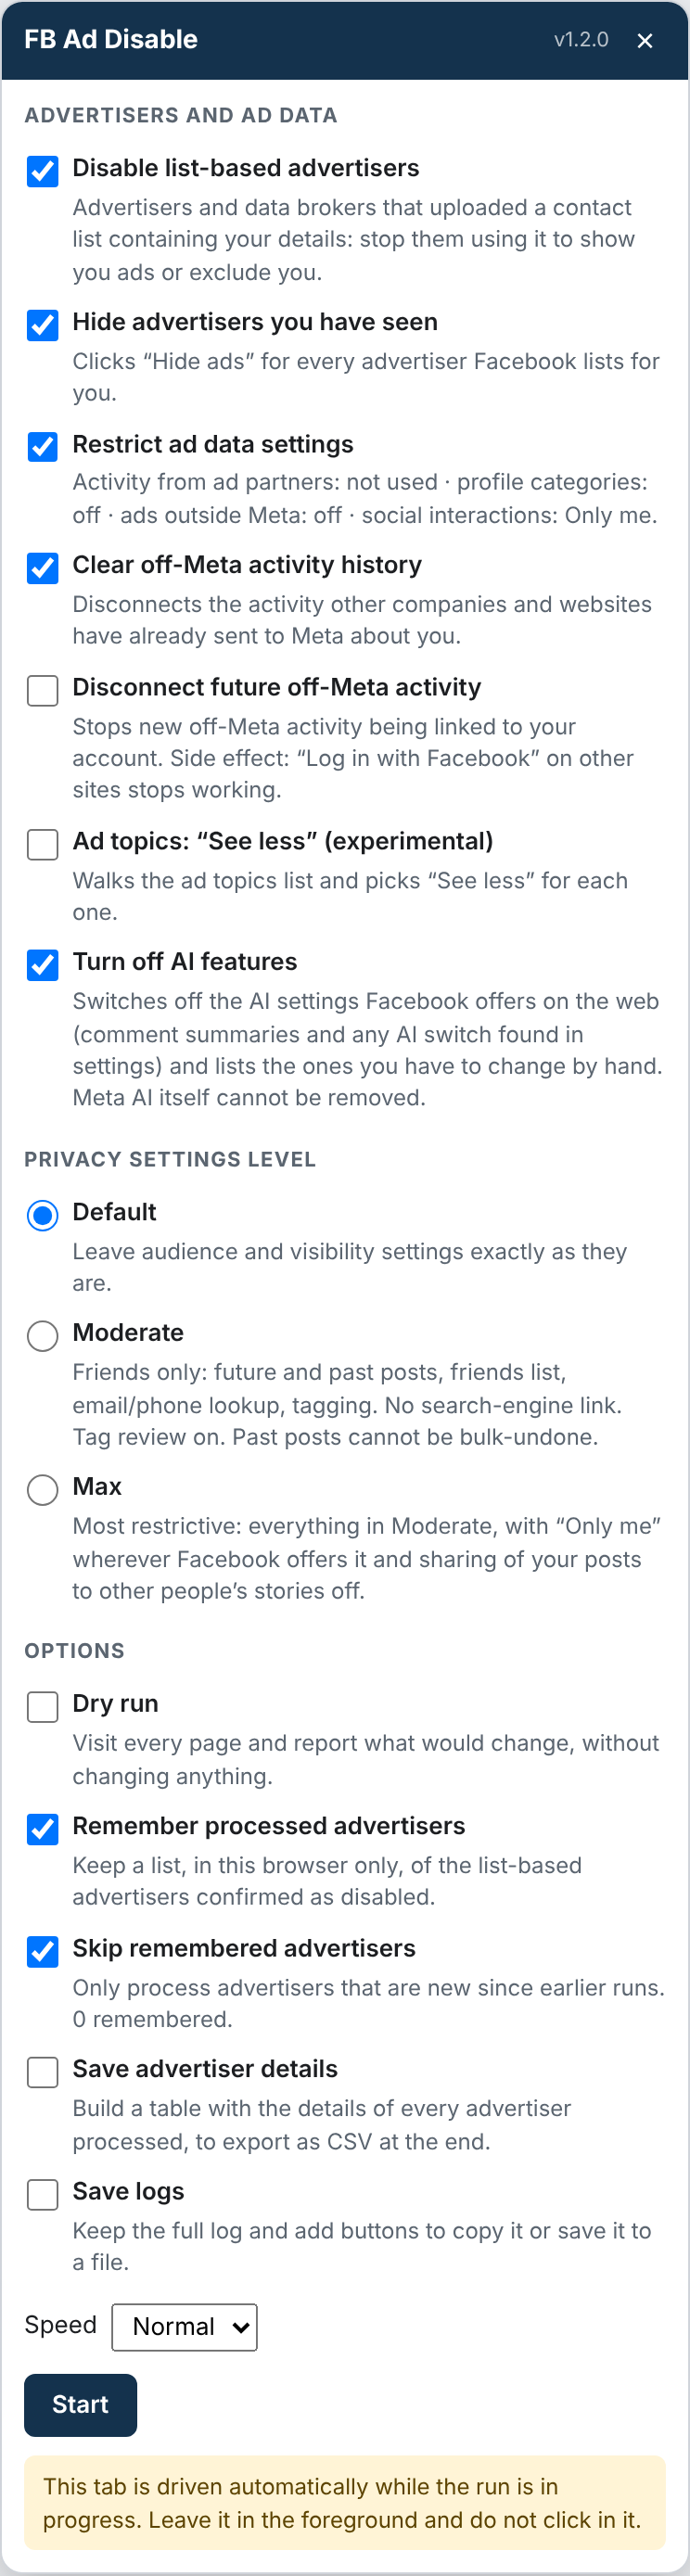 FB Ad Disable v1.2.0 ×
ADVERTISERS AND AD DATA
Disable list-based advertisers
Advertisers and data brokers that uploaded a contact
list containing your details: stop them using it to show
you ads or exclude you.
Hide advertisers you have seen
Clicks “Hide ads” for every advertiser Facebook lists for
you.
Restrict ad data settings
Activity from ad partners: not used · profile categories:
off · ads outside Meta: off · social interactions: Only me.
Clear off-Meta activity history
Disconnects the activity other companies and websites
have already sent to Meta about you.
Disconnect future off-Meta activity
Stops new off-Meta activity being linked to your
account. Side effect: “Log in with Facebook” on other
sites stops working.
Ad topics: “See less” (experimental)
Walks the ad topics list and picks “See less” for each
one.
Turn off AI features
Switches off the AI settings Facebook offers on the web
(comment summaries and any AI switch found in
settings) and lists the ones you have to change by hand.
Meta AI itself cannot be removed.
PRIVACY SETTINGS LEVEL
Default
Leave audience and visibility settings exactly as they
are.
Moderate
Friends only: future and past posts, friends list,
email/phone lookup, tagging. No search-engine link.
Tag review on. Past posts cannot be bulk-undone.
Max
Most restrictive: everything in Moderate, with “Only me”
wherever Facebook offers it and sharing of your posts
to other people’s stories off.
OPTIONS
Dry run
Visit every page and report what would change, without
changing anything.
Remember processed advertisers
Keep a list, in this browser only, of the list-based
advertisers confirmed as disabled.
Skip remembered advertisers
Only process advertisers that are new since earlier runs.
0 remembered.
Save advertiser details
Build a table with the details of every advertiser
processed, to export as CSV at the end.
Save logs
Keep the full log and add buttons to copy it or save it to
a file.
Speed Normal
Start
This tab is driven automatically while the run is in
progress. Leave it in the foreground and do not click in it.